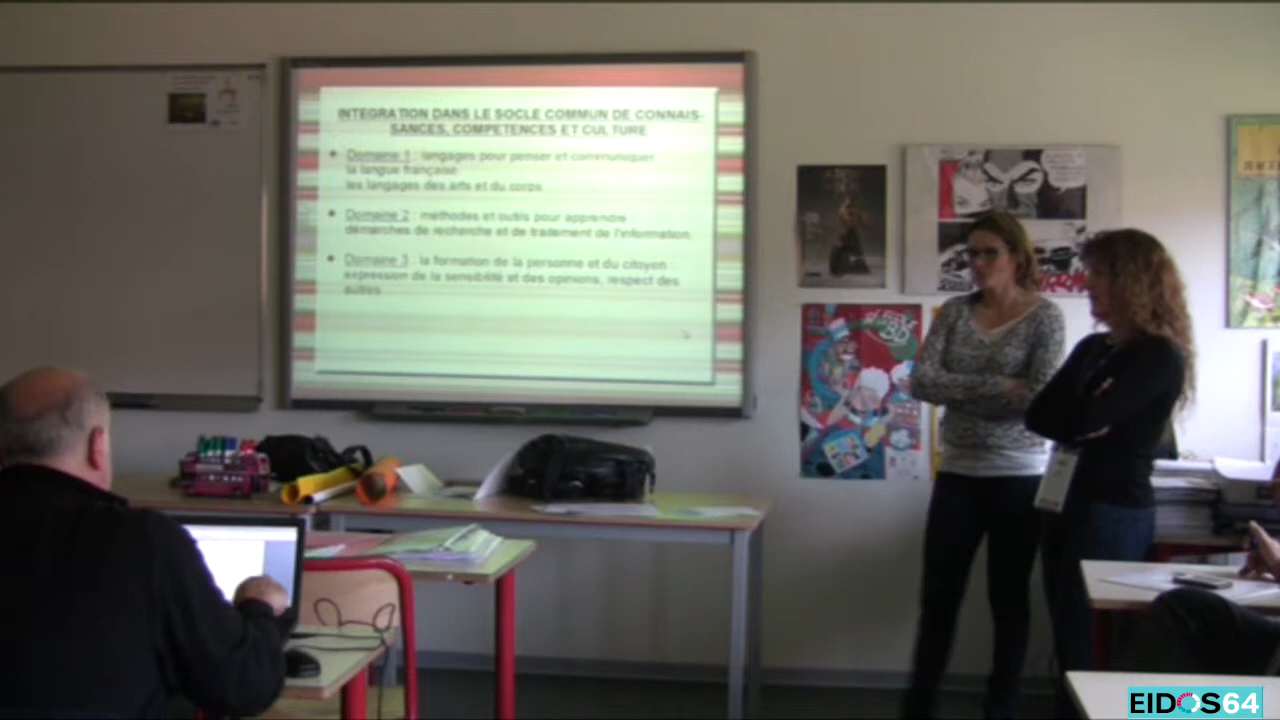 INTEGRATION DANS LE SOCLE COMMUN DE CONNAIS-
SANCES, COMPETENCES ET CULTURE
• Domaine 1 : langages pour penser et communiquer
la langue française
les langages des arts et du corps.
• Domaine 2 : méthodes et outils pour apprendre :
démarches de recherche et de traitement de l'information.
• Domaine 3 : la formation de la personne et du citoyen
expression de la sensibilité et des opinions, respect des
autres
EIDOS64